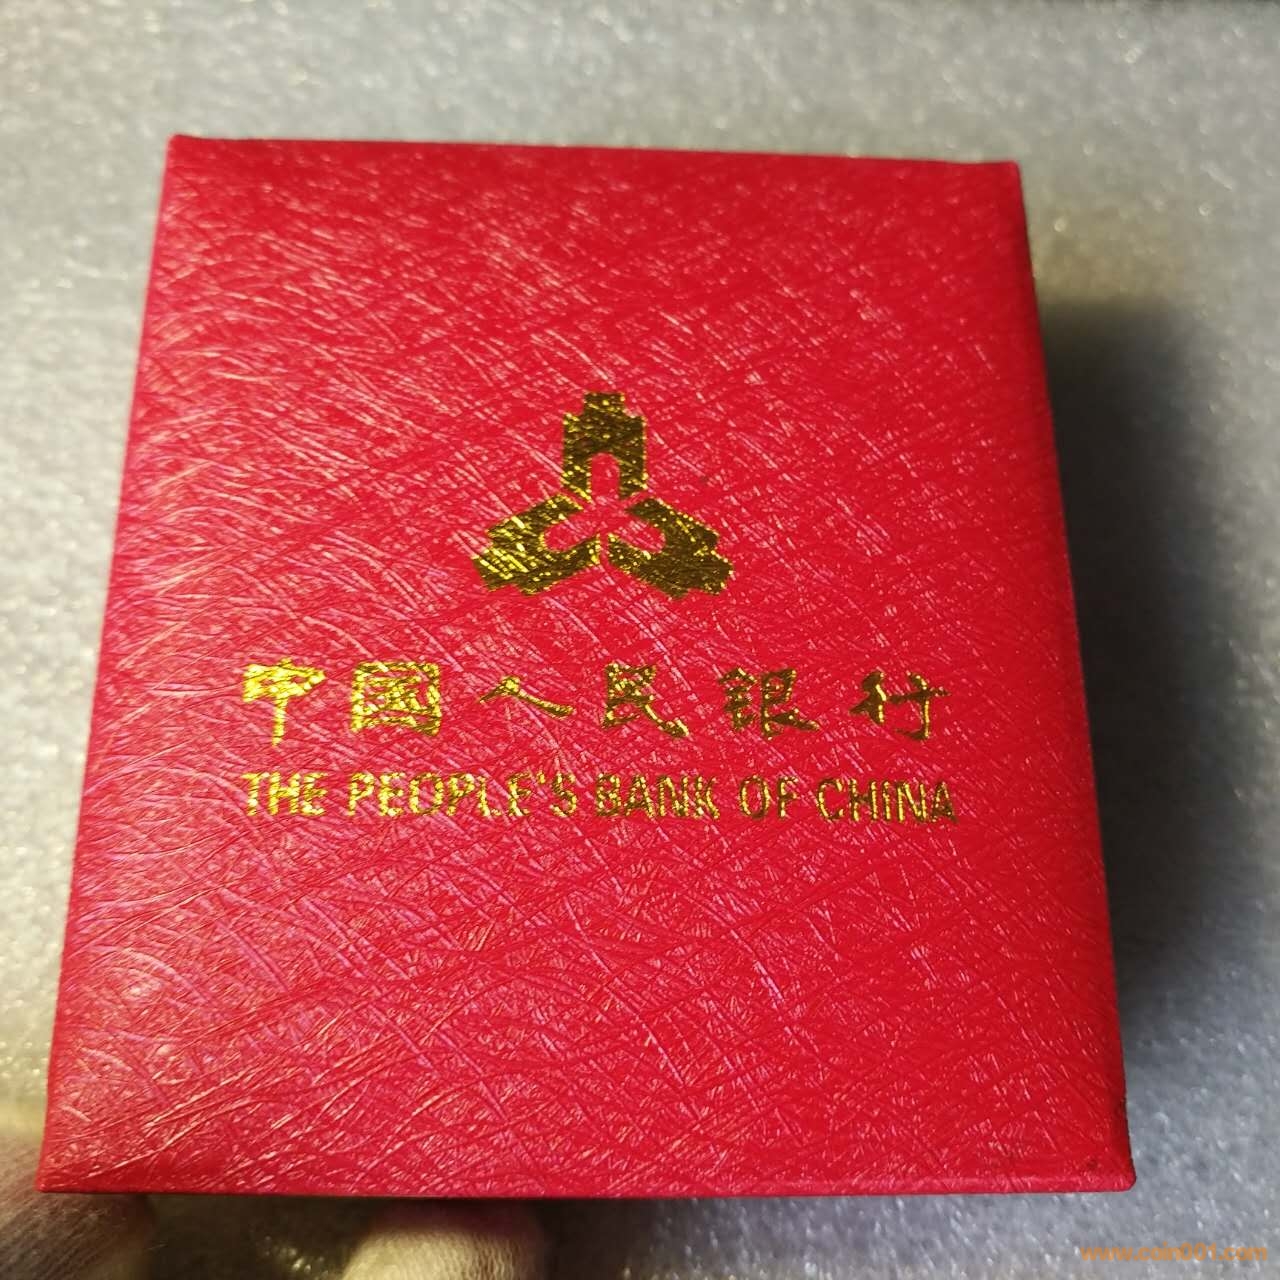 中国人民银行
THE PEOPLE'S BANK OF CHINA
www.coin001.com